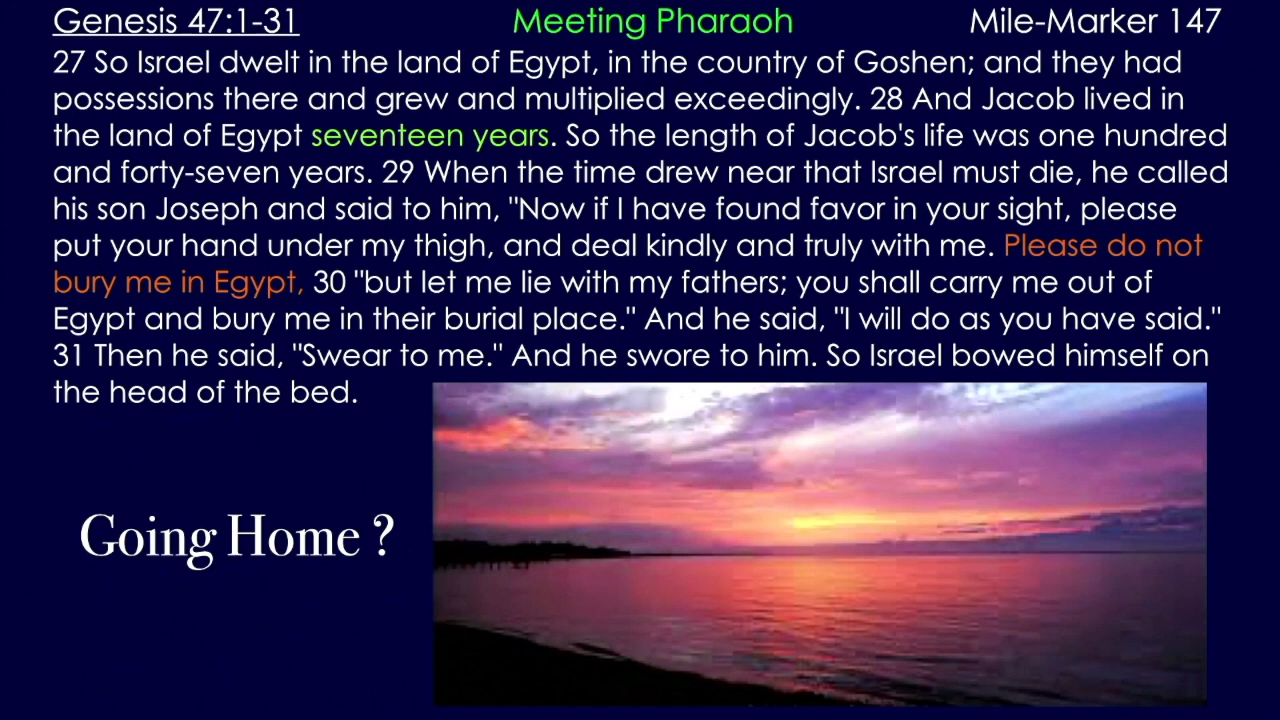 Genesis 47:1-31 Meeting Pharaoh Mile-Marker 147
27 So Israel dwelt in the land of Egypt, in the country of Goshen; and they had
possessions there and grew and multiplied exceedingly. 28 And Jacob lived in
the land of Egypt seventeen years. So the length of Jacob's life was one hundred
and forty-seven years. 29 When the time drew near that Israel must die, he called
his son Joseph and said to him, "Now if I have found favor in your sight, please
put your hand under my thigh, and deal kindly and truly with me. Please do not
bury me in Egypt, 30 "but let me lie with my fathers; you shall carry me out of
Egypt and bury me in their burial place." And he said, "I will do as you have said."
31 Then he said, "Swear to me." And he swore to him. So Israel bowed himself on
the head of the bed.
Going Home ?